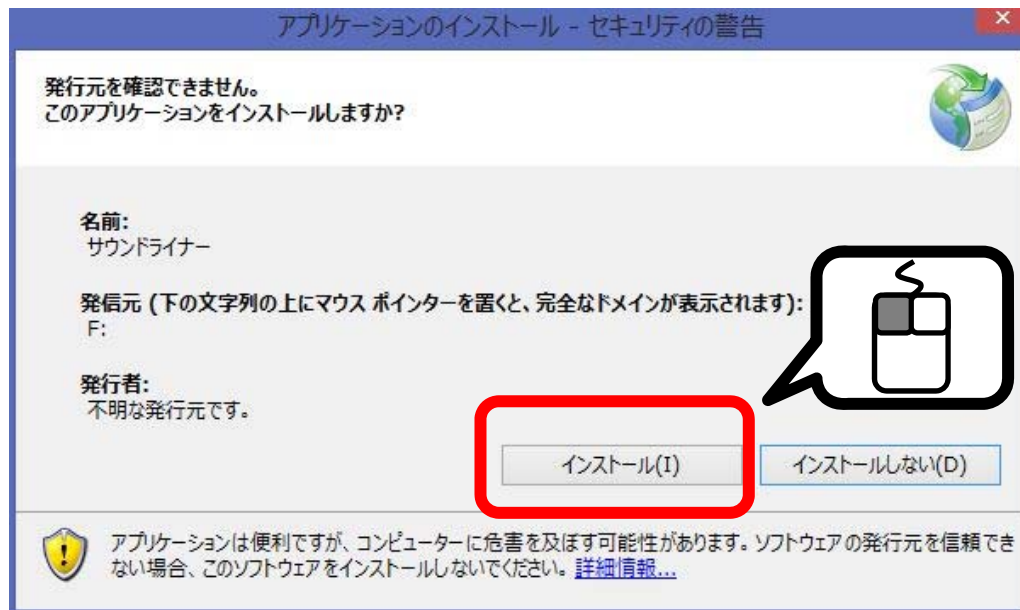 アプリケーションのインストール - セキュリティの警告
発行元を確認できません。
このアプリケーションをインストールしますか?
名前:
サウンドライナー
発信元 (下の文字列の上にマウス ポインターを置くと、完全なドメインが表示されます):
F:
発行者:
不明な発行元です。
インストール(I)
インストールしない(D)
アプリケーションは便利ですが、コンピューターに危害を及ぼす可能性があります。ソフトウェアの発行元を信頼でき
ない場合、このソフトウェアをインストールしないでください。詳細情報...